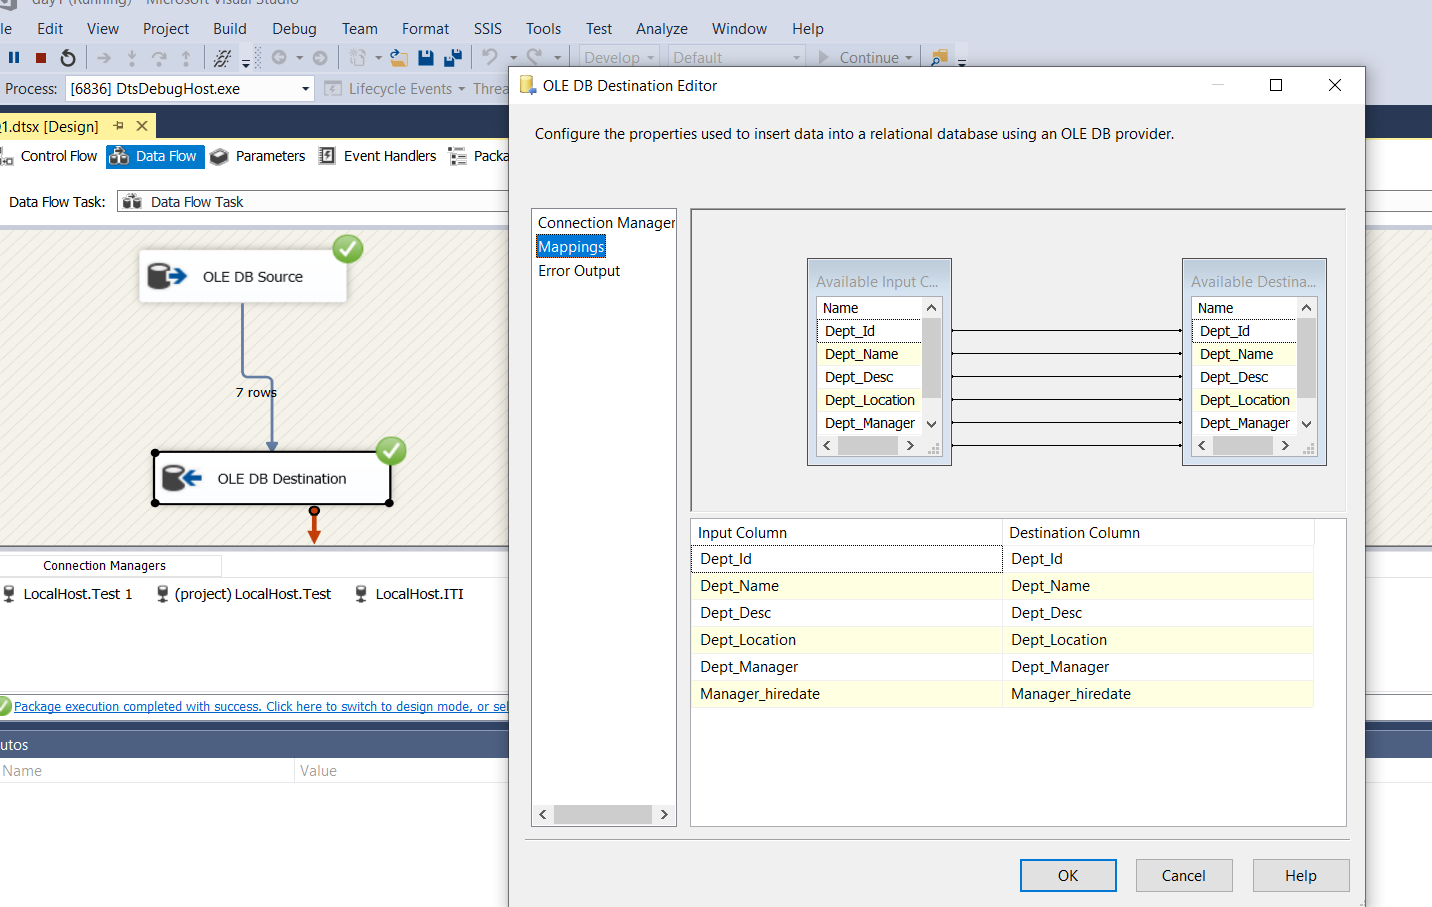 day1 (Running) - Microsoft Visual Studio
le Edit View Project Build Debug Team Format SSIS Tools Test Analyze Window Help
Develop Default Continue
Process: [6836] DtsDebugHost.exe Lifecycle Events Threa
1.dtsx [Design]
Control Flow Data Flow Parameters Event Handlers Packa
Data Flow Task: Data Flow Task
OLE DB Source
7 rows
OLE DB Destination
Connection Managers
LocalHost.Test 1 (project) LocalHost.Test LocalHost.ITI
Package execution completed with success. Click here to switch to design mode, or sel
utos
Name Value
OLE DB Destination Editor
Configure the properties used to insert data into a relational database using an OLE DB provider.
Connection Manager
Mappings
Error Output
Available Input C...
Name
Dept_Id
Dept_Name
Dept_Desc
Dept_Location
Dept_Manager
Available Destina...
Name
Dept_Id
Dept_Name
Dept_Desc
Dept_Location
Dept_Manager
Input Column Destination Column
Dept_Id Dept_Id
Dept_Name Dept_Name
Dept_Desc Dept_Desc
Dept_Location Dept_Location
Dept_Manager Dept_Manager
Manager_hiredate Manager_hiredate
OK Cancel Help